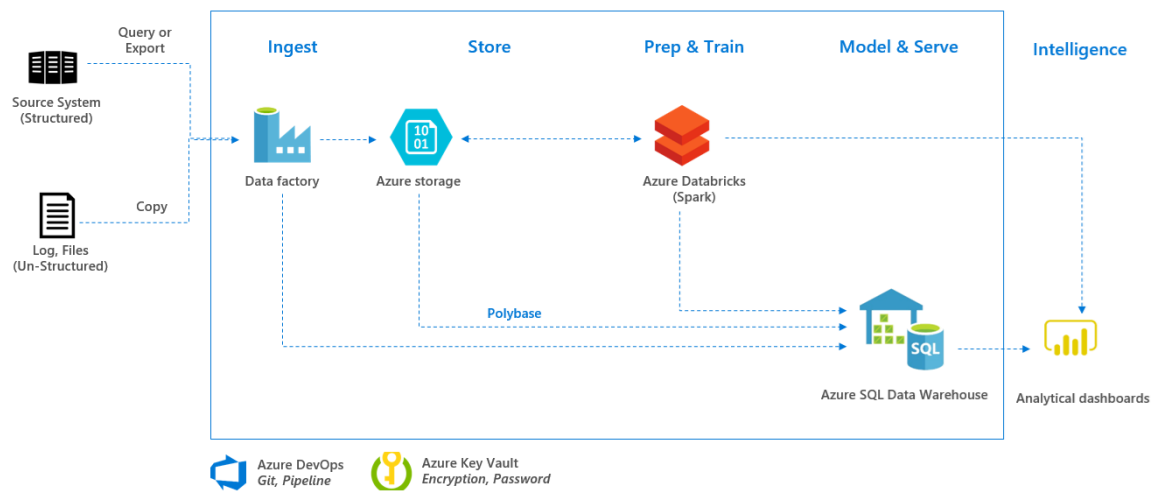 Query or
Export
Ingest
Store
Prep & Train
Model & Serve
Intelligence
Source System
(Structured)
10
01
Data factory
Azure storage
Azure Databricks
(Spark)
Copy
Log, Files
(Un-Structured)
Polybase
SQL
Azure SQL Data Warehouse
Analytical dashboards
Azure DevOps
Git, Pipeline
Azure Key Vault
Encryption, Password